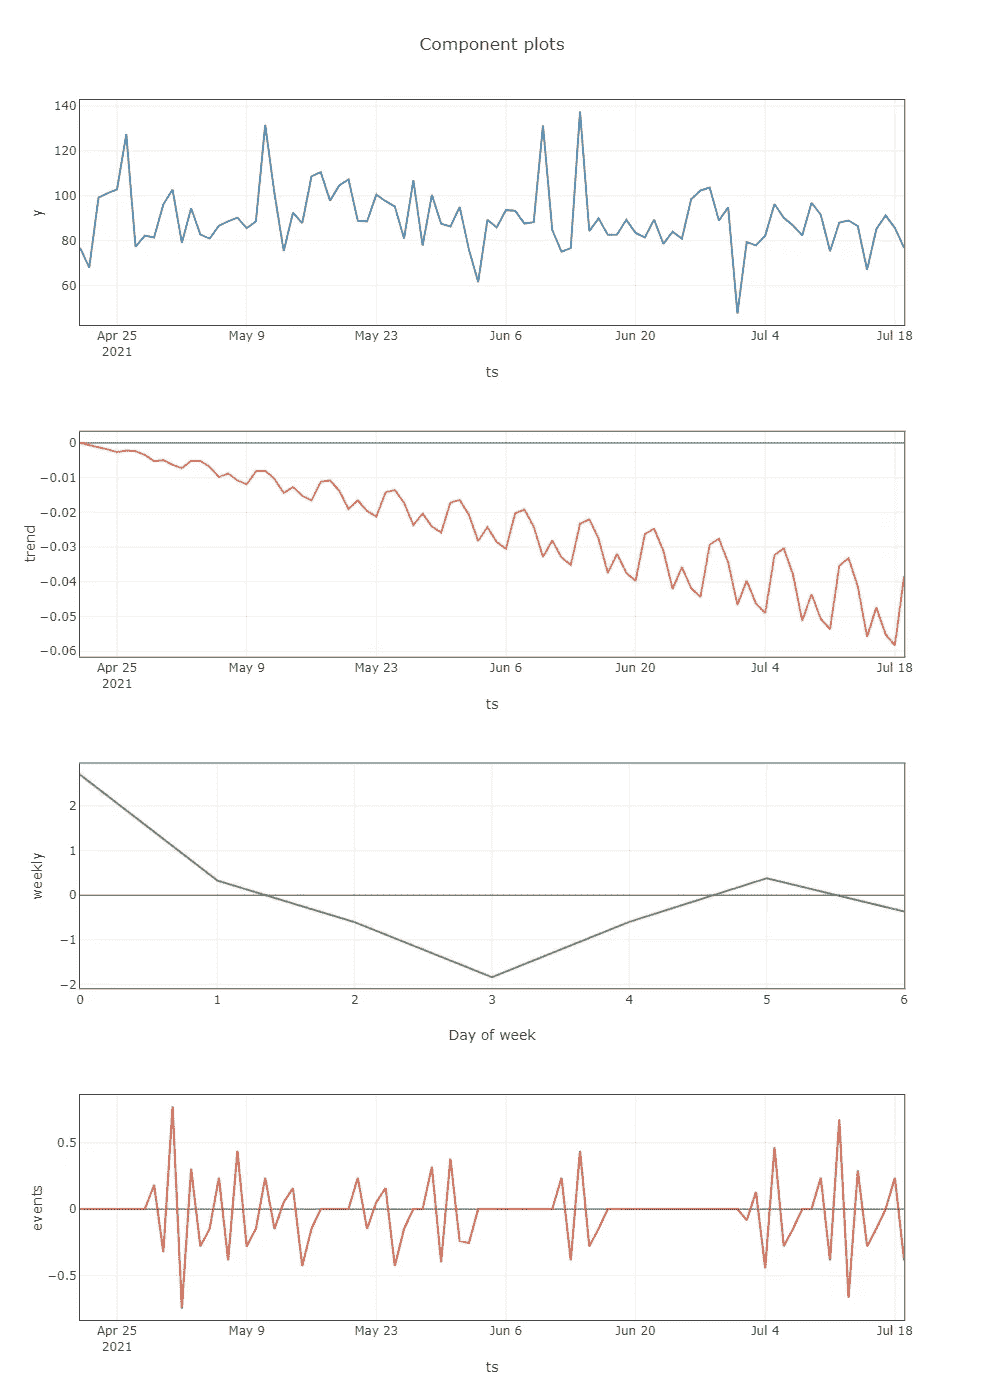 Component plots
140
120
100
80
60
y
Apr 25 May 9 May 23 Jun 6 Jun 20 Jul 4 Jul 18
2021
ts
0
−0.01
−0.02
−0.03
−0.04
−0.05
−0.06
trend
Apr 25 May 9 May 23 Jun 6 Jun 20 Jul 4 Jul 18
2021
ts
2
1
0
−1
−2
weekly
0 1 2 3 4 5 6
Day of week
0.5
0
−0.5
events
Apr 25 May 9 May 23 Jun 6 Jun 20 Jul 4 Jul 18
2021
ts